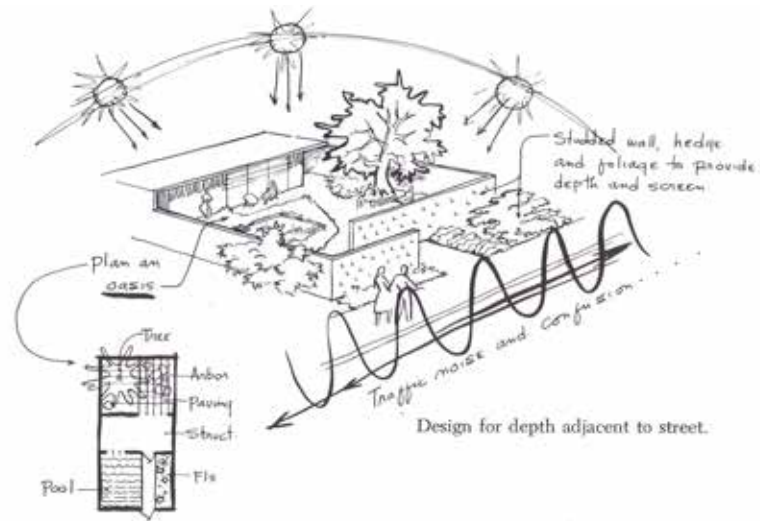 Studded wall, hedge
and foliage to provide
depth and screen
Plan an
oasis
Traffic noise and confusion . . . . .
Tree
Arbor
Paving
Struct.
Pool
Fls
Design for depth adjacent to street.